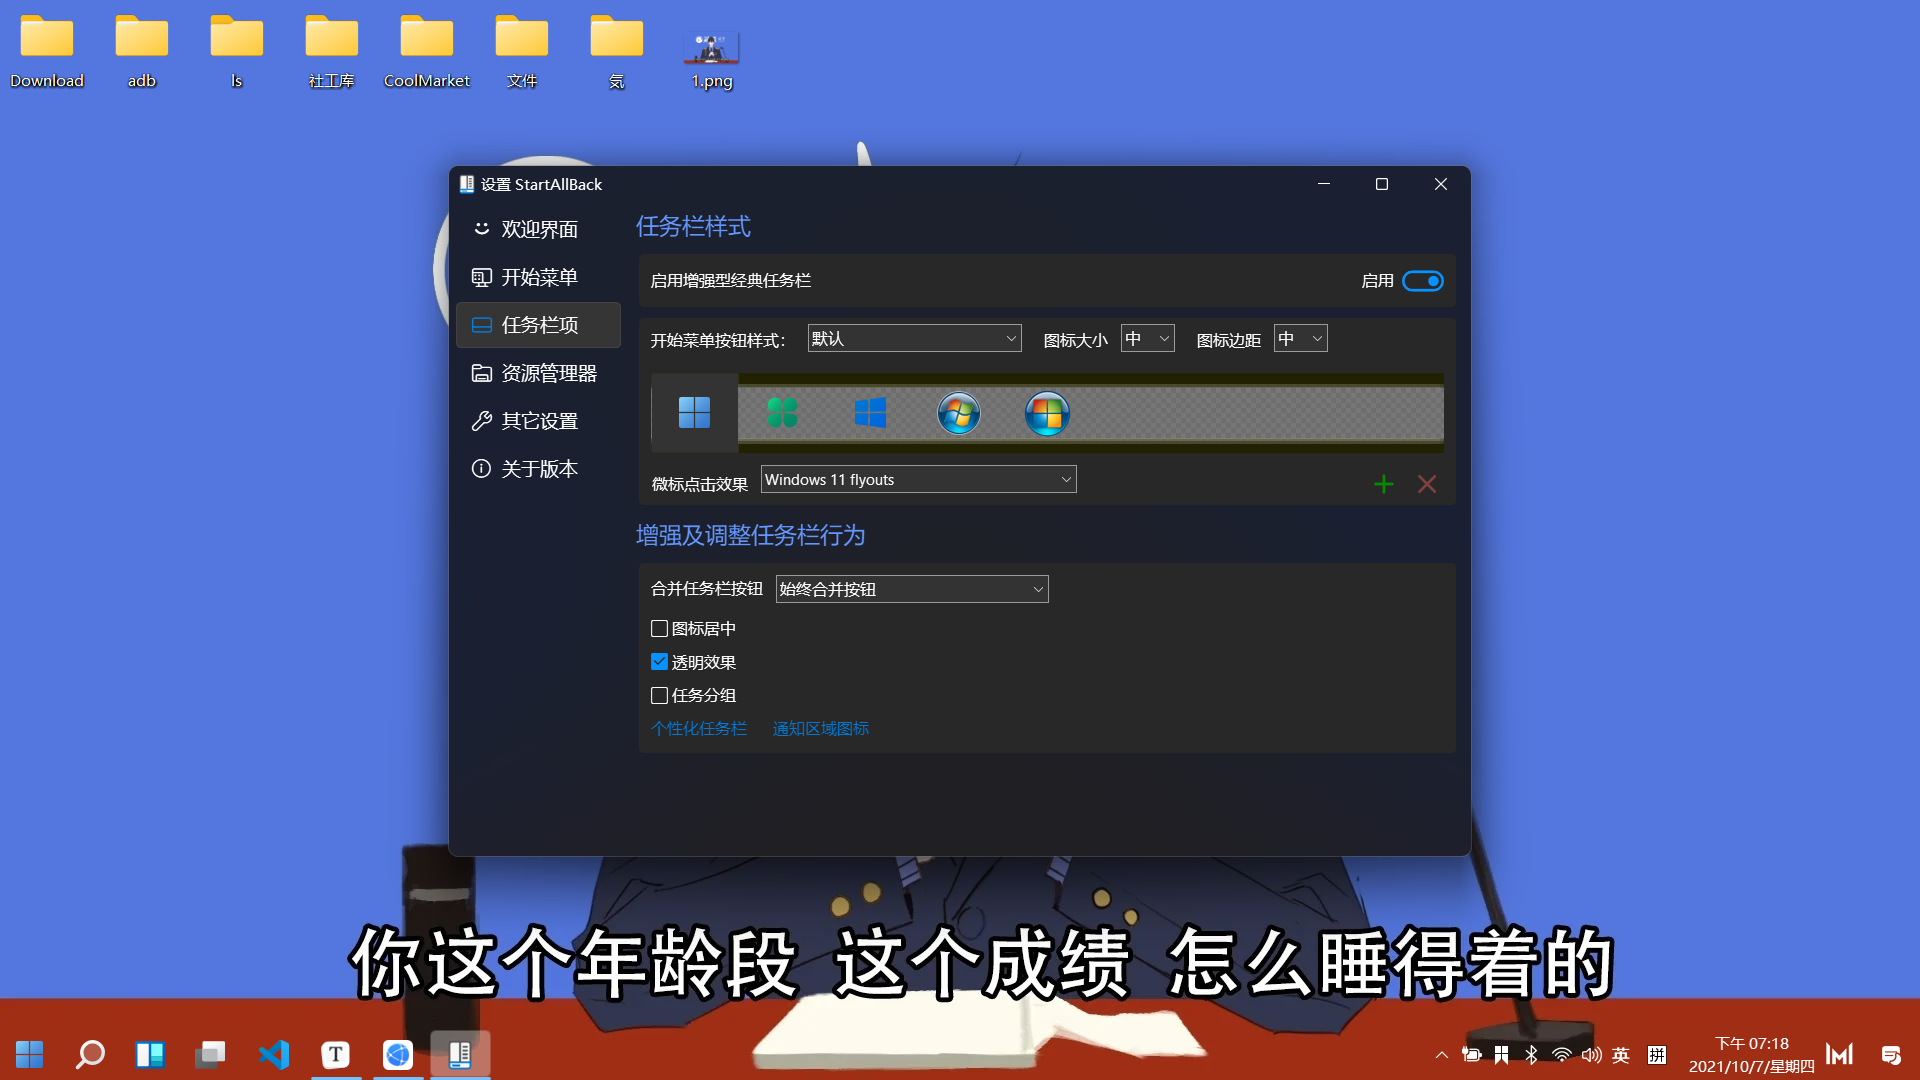 Download
adb
ls
社工库
CoolMarket
文件
気
1.png
设置 StartAllBack
欢迎界面
开始菜单
任务栏项
资源管理器
其它设置
关于版本
任务栏样式
启用增强型经典任务栏
启用
开始菜单按钮样式：
默认
图标大小
中
图标边距
中
微标点击效果
Windows 11 flyouts
增强及调整任务栏行为
合并任务栏按钮
始终合并按钮
图标居中
透明效果
任务分组
个性化任务栏
通知区域图标
你这个年龄段 这个成绩 怎么睡得着的
T
英
拼
下午 07:18
2021/10/7/星期四